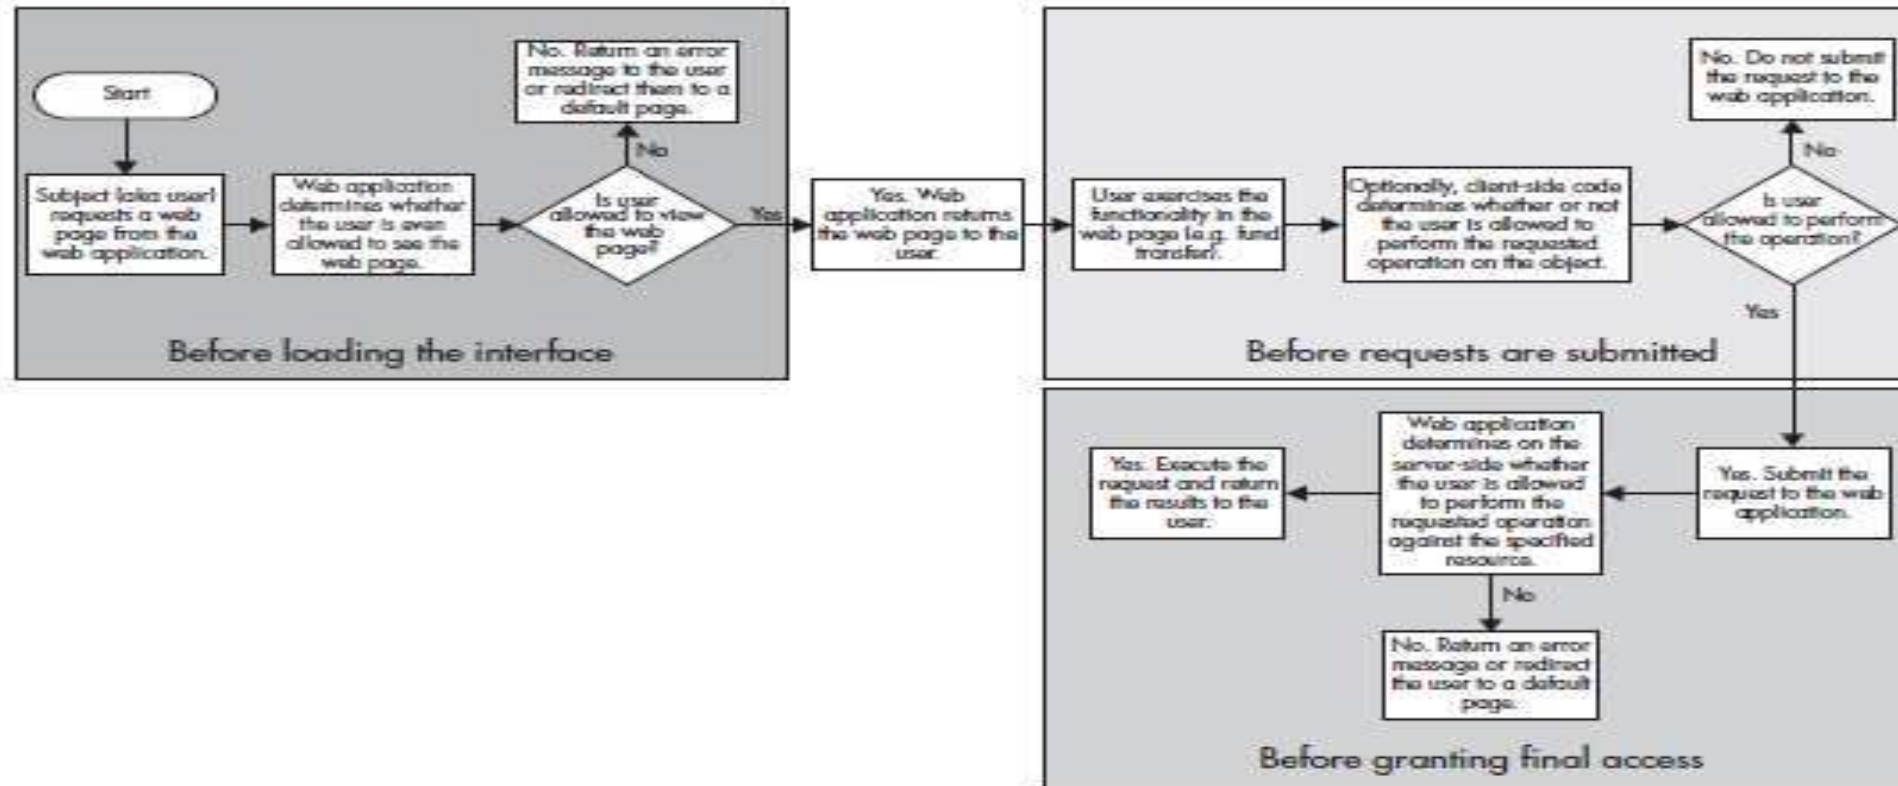 Start
Subject (aka user)
requests a web
page from the
web application.
Web application
determines whether
the user is even
allowed to see the
web page.
Is user
allowed to view
the web
page?
No
No. Return an error
message to the user
or redirect them to a
default page.
Yes
Before loading the interface
Yes. Web
application returns
the web page to the
user.
User exercises the
functionality in the
web page (e.g. fund
transfer).
Optionally, client-side code
determines whether or not
the user is allowed to
perform the requested
operation on the object.
Is user
allowed to perform
the operation?
No
No. Do not submit
the request to the
web application.
Yes
Before requests are submitted
Yes. Submit the
request to the web
application.
Web application
determines on the
server-side whether
the user is allowed
to perform the
requested operation
against the specified
resource.
Yes. Execute the
request and return
the results to the
user.
No
No. Return an error
message or redirect
the user to a default
page.
Before granting final access